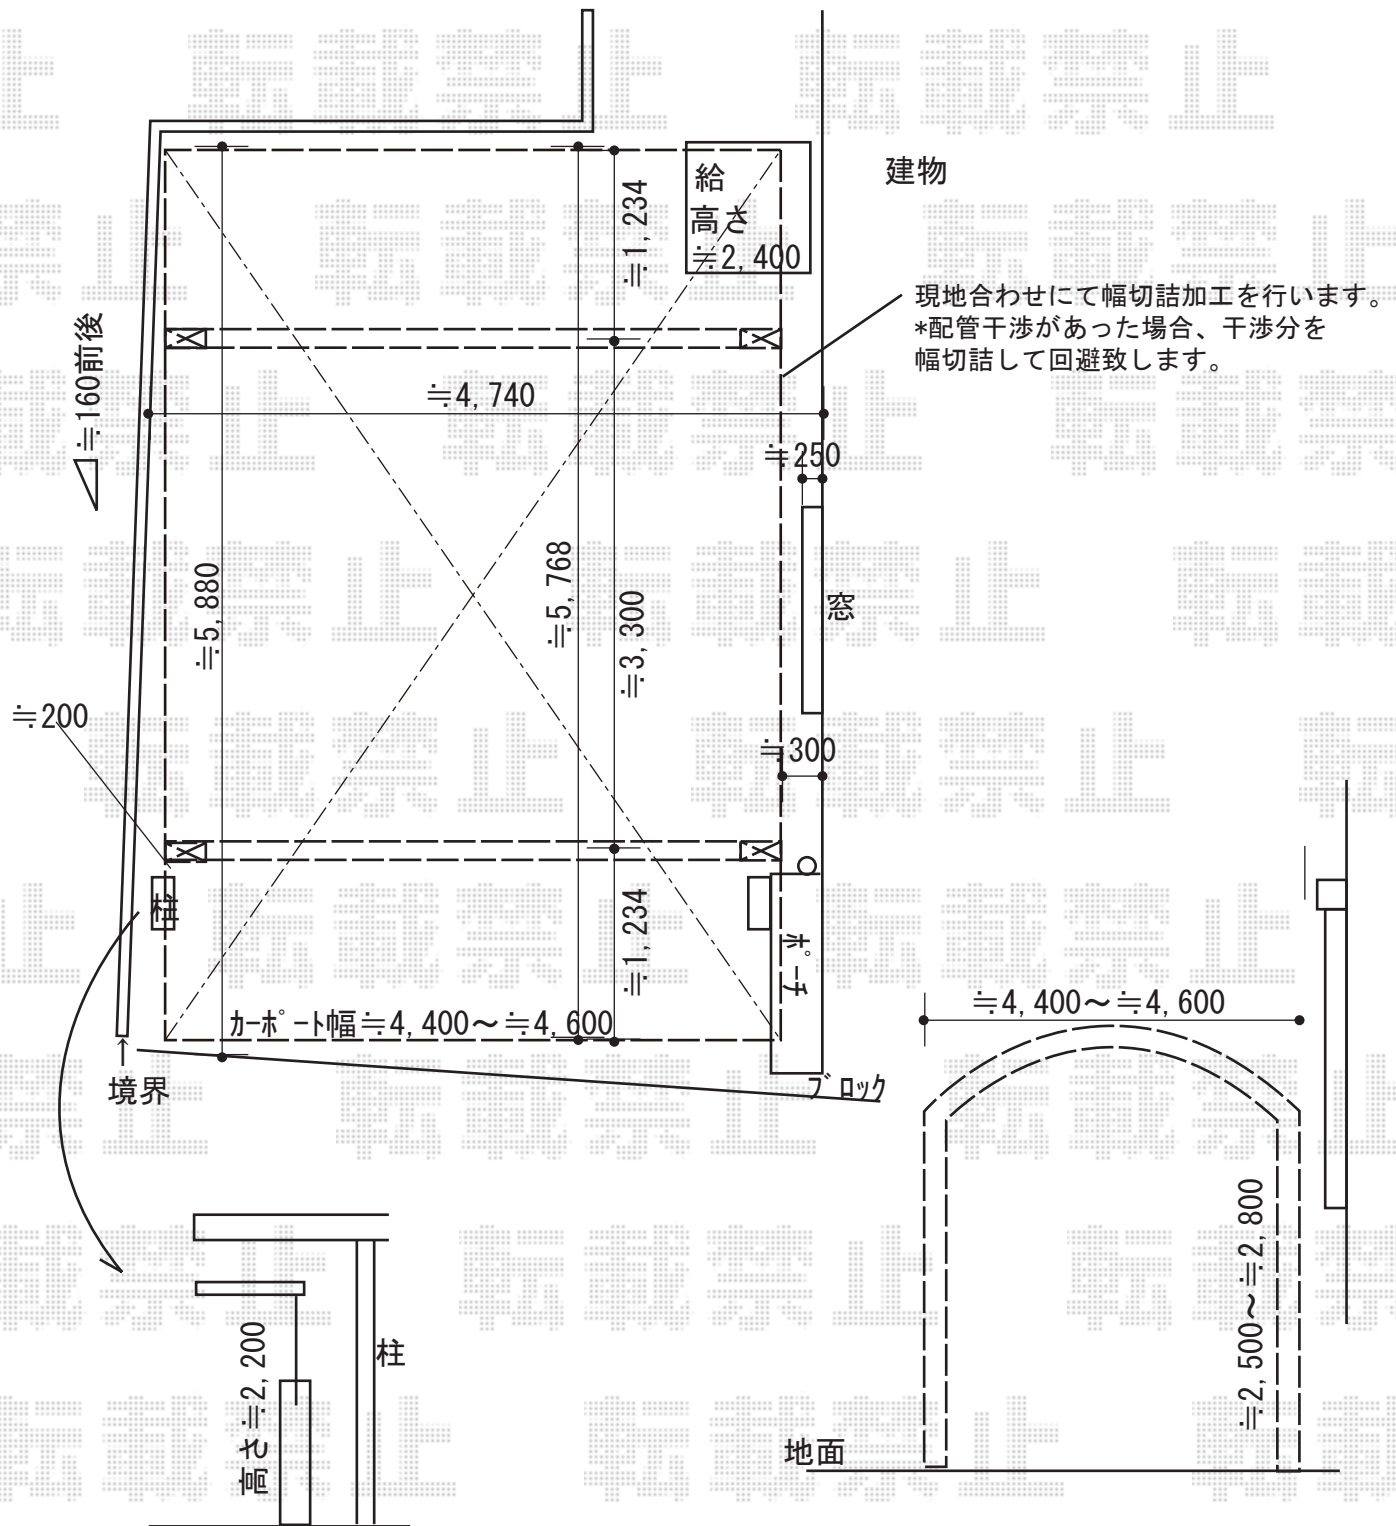 建物
給
高さ
≒2,400
≒1,234
現地合わせにて幅切詰加工を行います。
*配管干渉があった場合、干渉分を
幅切詰して回避致します。
≒160前後
≒4,740
≒250
≒5,880
≒5,768
≒3,300
窓
≒200
≒300
柱
≒1,234
ポーチ
カーポート幅≒4,400～≒4,600
境界
ブロック
≒4,400～≒4,600
≒2,500～≒2,800
地面
柱
高さ≒2,200
転載禁止